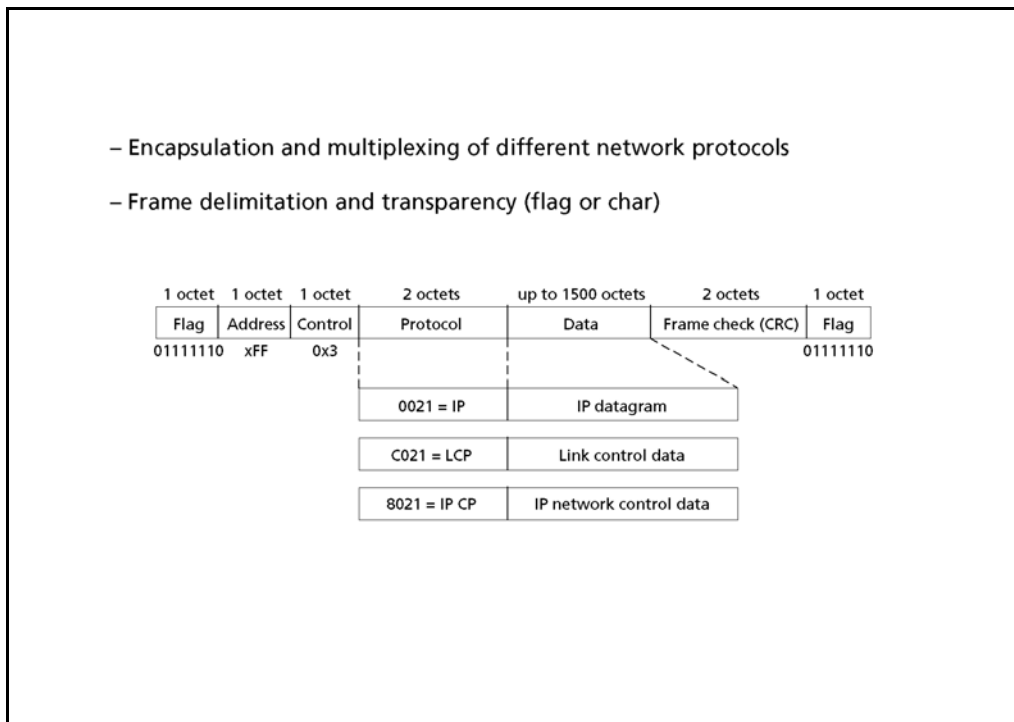 – Encapsulation and multiplexing of different network protocols
– Frame delimitation and transparency (flag or char)
1 octet 1 octet 1 octet 2 octets up to 1500 octets 2 octets 1 octet
Flag Address Control Protocol Data Frame check (CRC) Flag
01111110 xFF 0x3 01111110
0021 = IP IP datagram
C021 = LCP Link control data
8021 = IP CP IP network control data